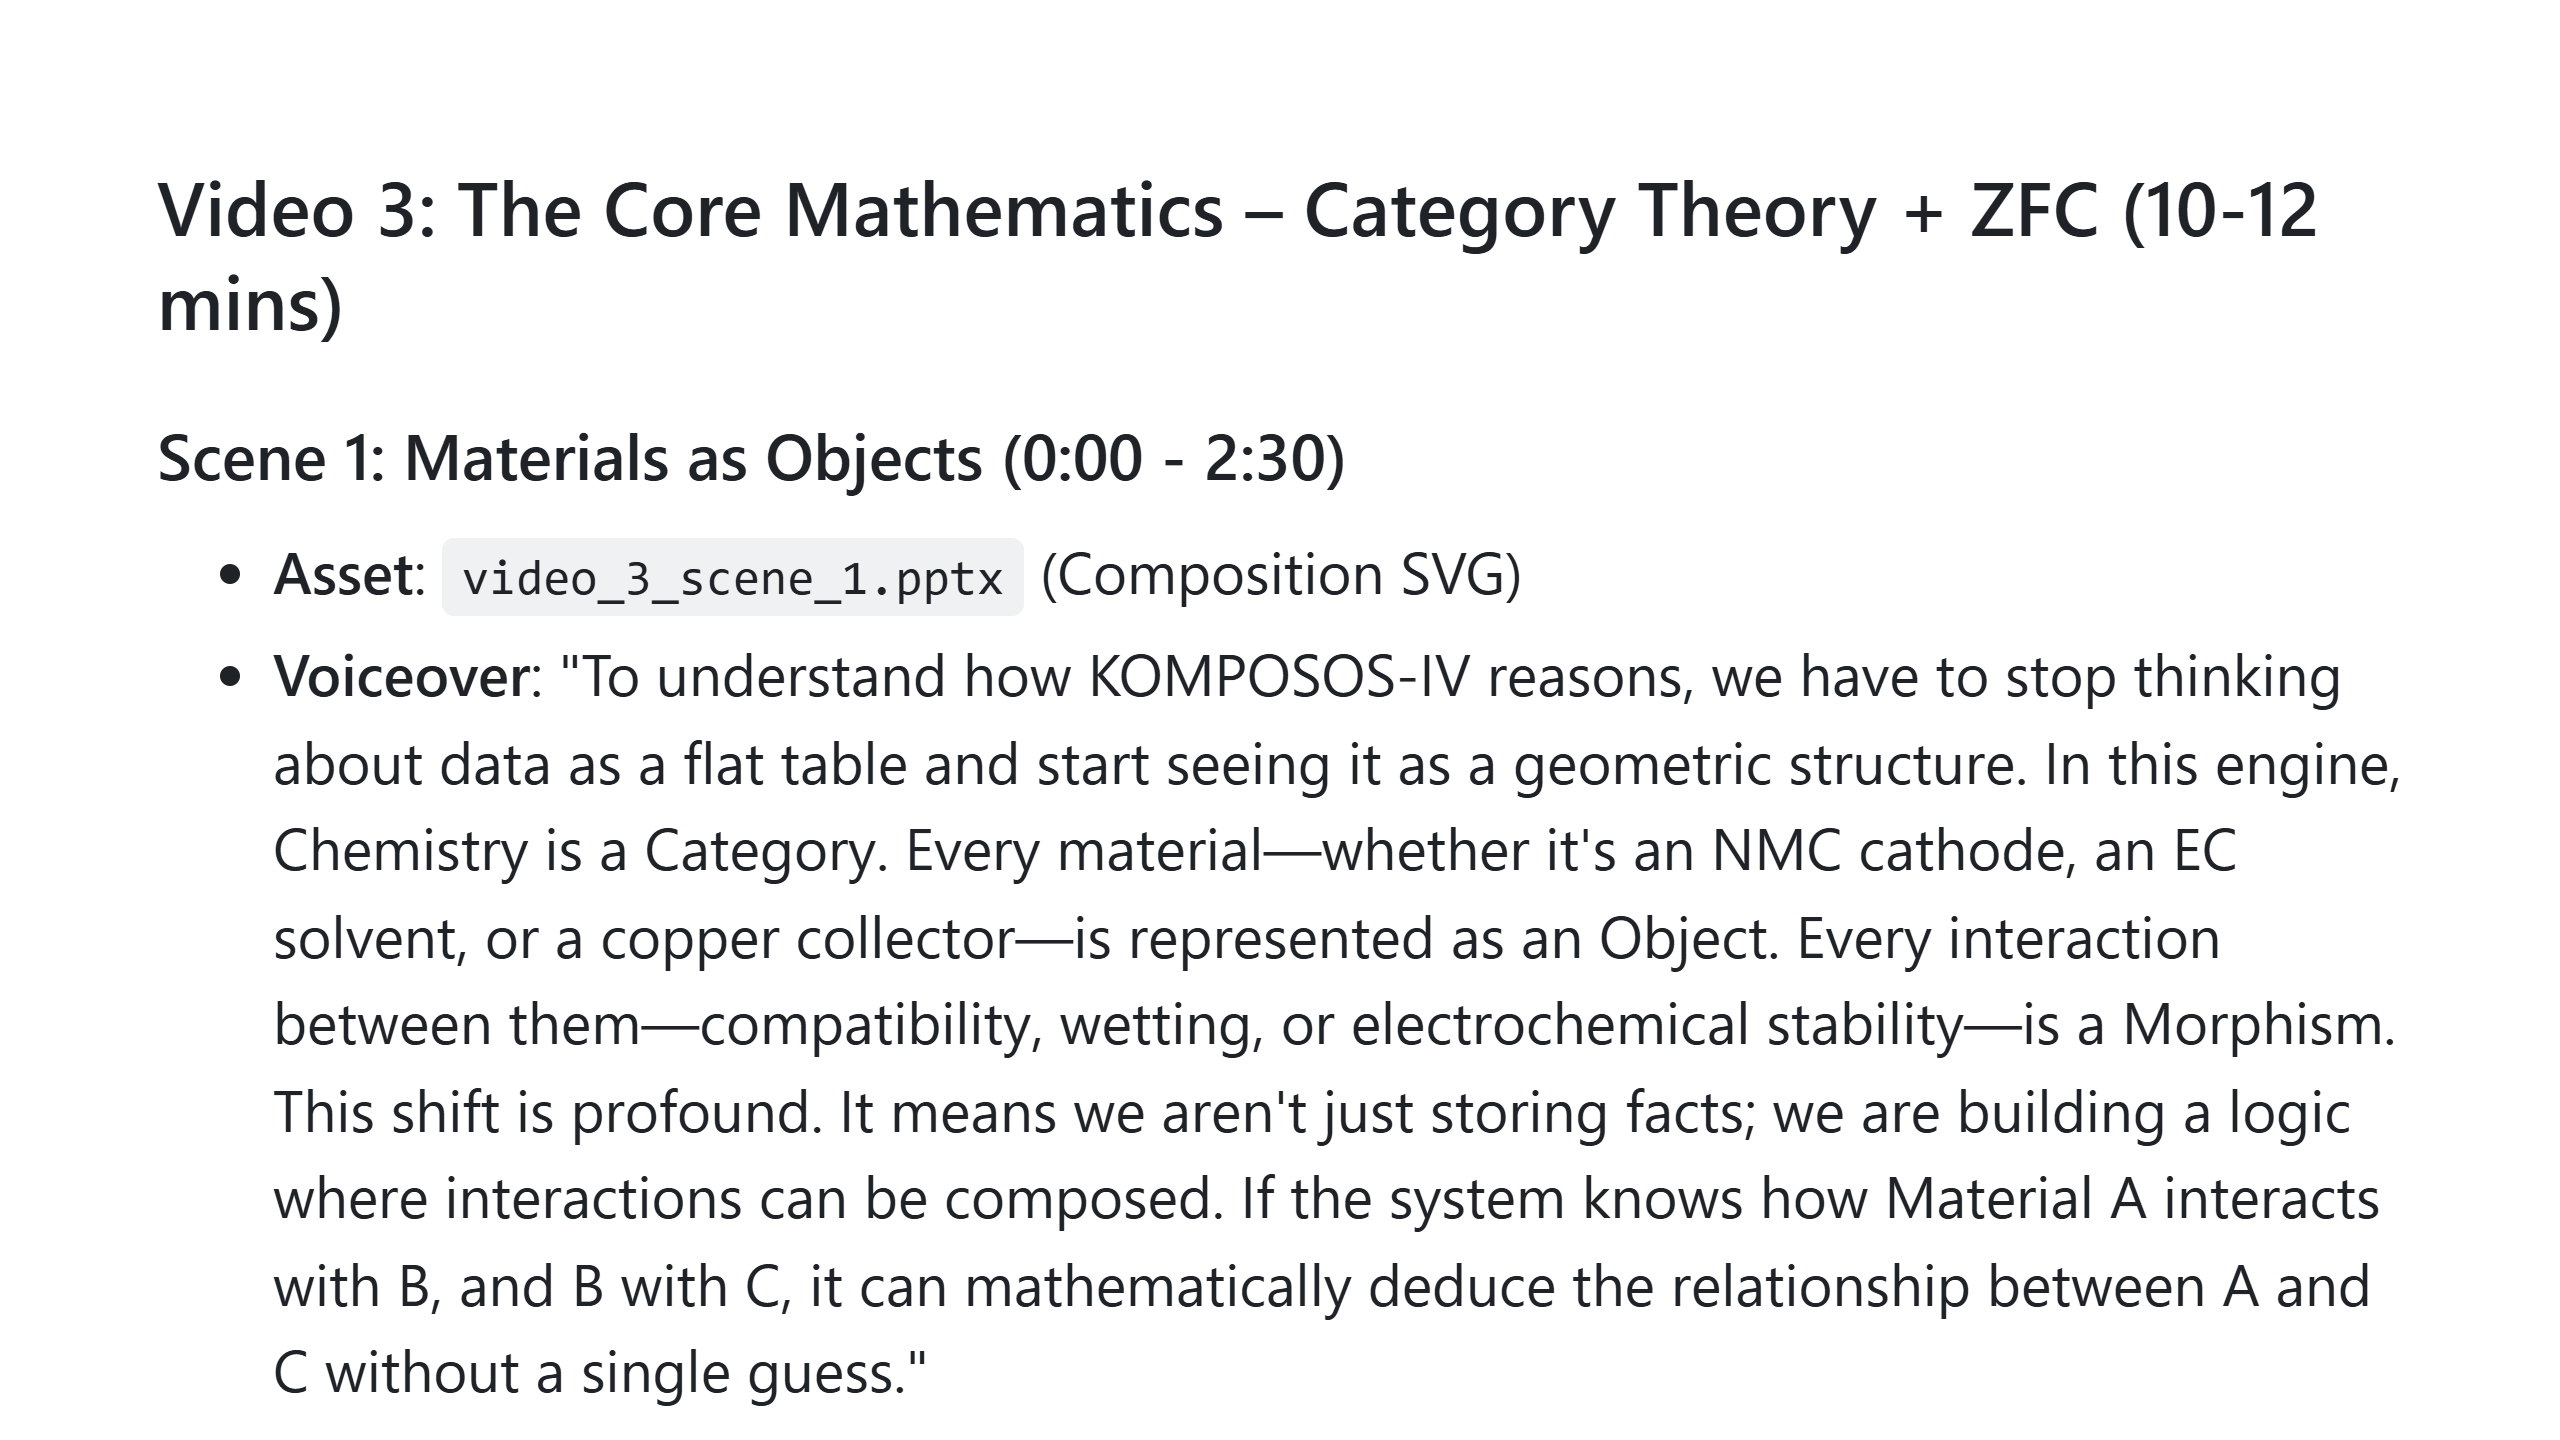 Video 3: The Core Mathematics – Category Theory + ZFC (10-12
mins)
Scene 1: Materials as Objects (0:00 - 2:30)
• Asset: video_3_scene_1.pptx (Composition SVG)
• Voiceover: "To understand how KOMPOSOS-IV reasons, we have to stop thinking
about data as a flat table and start seeing it as a geometric structure. In this engine,
Chemistry is a Category. Every material—whether it's an NMC cathode, an EC
solvent, or a copper collector—is represented as an Object. Every interaction
between them—compatibility, wetting, or electrochemical stability—is a Morphism.
This shift is profound. It means we aren't just storing facts; we are building a logic
where interactions can be composed. If the system knows how Material A interacts
with B, and B with C, it can mathematically deduce the relationship between A and
C without a single guess."